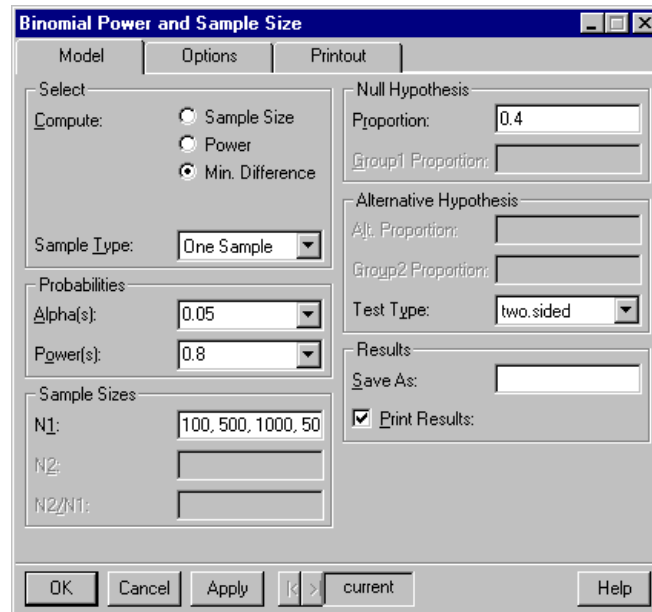 Binomial Power and Sample Size
Model
Options
Printout
Select
Compute:
Sample Size
Power
Min. Difference
Sample Type:
One Sample
Probabilities
Alpha(s):
0.05
Power(s):
0.8
Sample Sizes
N1:
100, 500, 1000, 50
N2:
N2/N1:
Null Hypothesis
Proportion:
0.4
Group1 Proportion:
Alternative Hypothesis
Alt. Proportion:
Group2 Proportion:
Test Type:
two.sided
Results
Save As:
Print Results:
OK
Cancel
Apply
current
Help